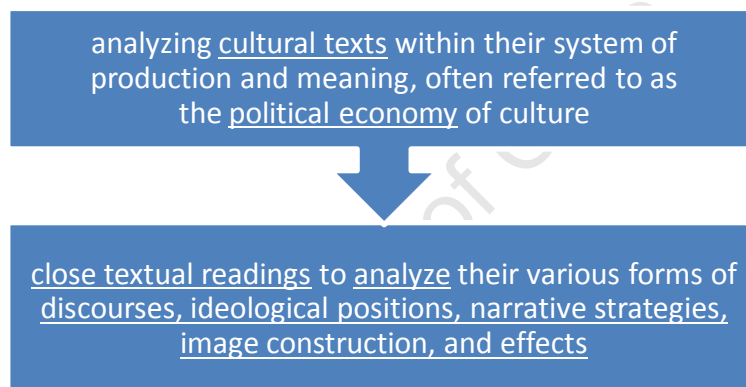 analyzing cultural texts within their system of
production and meaning, often referred to as
the political economy of culture
close textual readings to analyze their various forms of
discourses, ideological positions, narrative strategies,
image construction, and effects